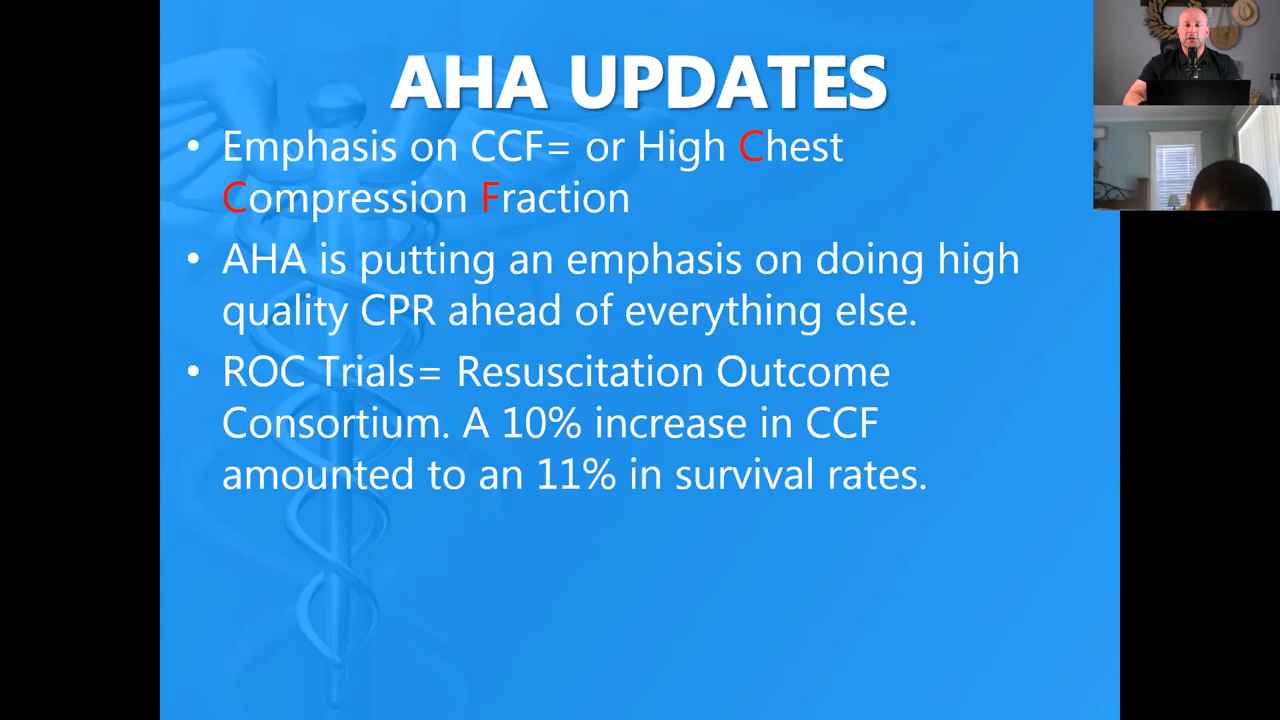 AHA UPDATES
• Emphasis on CCF= or High Chest
Compression Fraction
• AHA is putting an emphasis on doing high
quality CPR ahead of everything else.
• ROC Trials= Resuscitation Outcome
Consortium. A 10% increase in CCF
amounted to an 11% in survival rates.